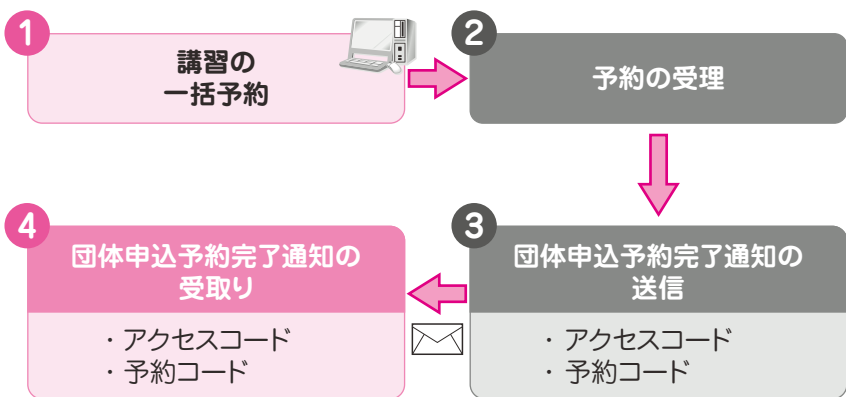 1
講習の
一括予約
2
予約の受理
3
団体申込予約完了通知の
送信
・アクセスコード
・予約コード
4
団体申込予約完了通知の
受取り
・アクセスコード
・予約コード